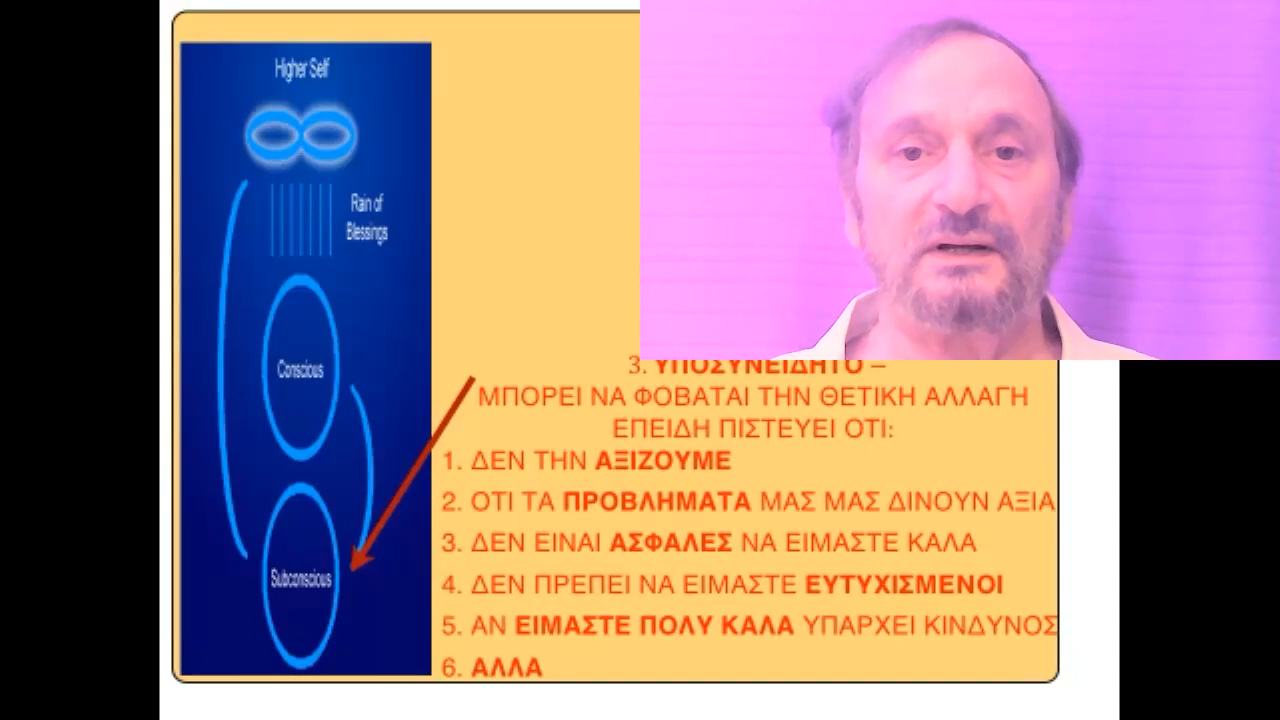 Higher Self
Rain of
Blessings
Conscious
Subconscious
3. ΥΠΟΣΥΝΕΙΔΗΤΟ –
ΜΠΟΡΕΙ ΝΑ ΦΟΒΑΤΑΙ ΤΗΝ ΘΕΤΙΚΗ ΑΛΛΑΓΗ
ΕΠΕΙΔΗ ΠΙΣΤΕΥΕΙ ΟΤΙ:
1. ΔΕΝ ΤΗΝ ΑΞΙΖΟΥΜΕ
2. ΟΤΙ ΤΑ ΠΡΟΒΛΗΜΑΤΑ ΜΑΣ ΜΑΣ ΔΙΝΟΥΝ ΑΞΙΑ
3. ΔΕΝ ΕΙΝΑΙ ΑΣΦΑΛΕΣ ΝΑ ΕΙΜΑΣΤΕ ΚΑΛΑ
4. ΔΕΝ ΠΡΕΠΕΙ ΝΑ ΕΙΜΑΣΤΕ ΕΥΤΥΧΙΣΜΕΝΟΙ
5. ΑΝ ΕΙΜΑΣΤΕ ΠΟΛΥ ΚΑΛΑ ΥΠΑΡΧΕΙ ΚΙΝΔΥΝΟΣ
6. ΑΛΛΑ